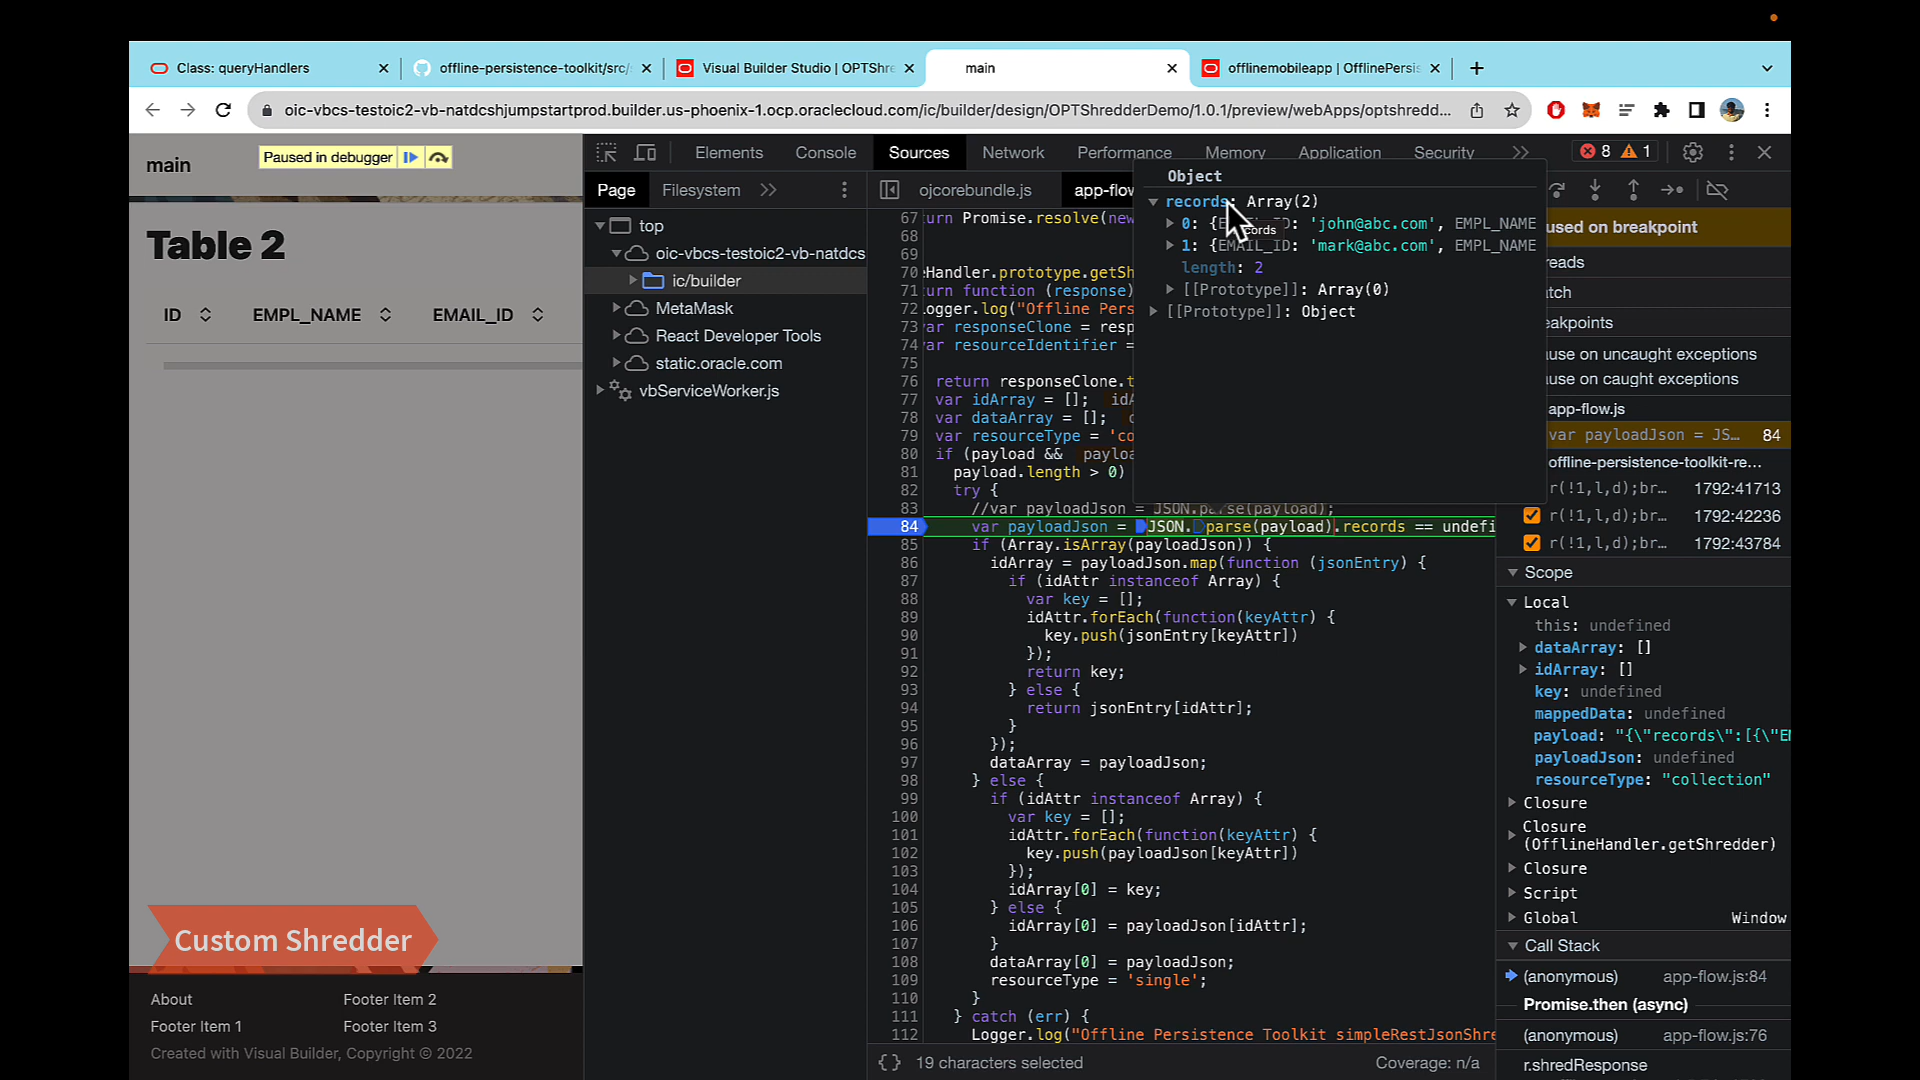 Class: queryHandlers
offline-persistence-toolkit/src/
Visual Builder Studio | OPTShre
main
offlinemobileapp | OfflinePersis
oic-vbcs-testoic2-vb-natdcshjumpstartprod.builder.us-phoenix-1.ocp.oraclecloud.com/ic/builder/design/OPTShredderDemo/1.0.1/preview/webApps/optshredd...
main
Paused in debugger
Table 2
ID EMPL_NAME EMAIL_ID
Custom Shredder
About Footer Item 2
Footer Item 1 Footer Item 3
Created with Visual Builder, Copyright © 2022
Elements Console Sources Network Performance Memory Application Security 8 1
Page Filesystem
top
oic-vbcs-testoic2-vb-natdcs
ic/builder
MetaMask
React Developer Tools
static.oracle.com
vbServiceWorker.js
ojcorebundle.js app-flow
67 urn Promise.resolve(new
68
69
70 eHandler.prototype.getSh
71 turn function (response)
72 Logger.log("Offline Pers
73 var responseClone = resp
74 var resourceIdentifier =
75
76 return responseClone.t
77 var idArray = []; idA
78 var dataArray = [];
79 var resourceType = 'co
80 if (payload && payloa
81 payload.length > 0)
82 try {
83 //var payloadJson = JSON.parse(payload);
84 var payloadJson = JSON.parse(payload).records == undefi
85 if (Array.isArray(payloadJson)) {
86 idArray = payloadJson.map(function (jsonEntry) {
87 if (idAttr instanceof Array) {
88 var key = [];
89 idAttr.forEach(function(keyAttr) {
90 key.push(jsonEntry[keyAttr])
91 });
92 return key;
93 } else {
94 return jsonEntry[idAttr];
95 }
96 });
97 dataArray = payloadJson;
98 } else {
99 if (idAttr instanceof Array) {
100 var key = [];
101 idAttr.forEach(function(keyAttr) {
102 key.push(payloadJson[keyAttr])
103 });
104 idArray[0] = key;
105 } else {
106 idArray[0] = payloadJson[idAttr];
107 }
108 dataArray[0] = payloadJson;
109 resourceType = 'single';
110 }
111 } catch (err) {
112 Logger.log("Offline Persistence Toolkit simpleRestJsonShre
{} 19 characters selected Coverage: n/a
Object
records: Array(2)
0: {EMAIL_ID: 'john@abc.com', EMPL_NAME
1: {EMAIL_ID: 'mark@abc.com', EMPL_NAME
length: 2
[[Prototype]]: Array(0)
[[Prototype]]: Object
used on breakpoint
reads
tch
eakpoints
use on uncaught exceptions
use on caught exceptions
app-flow.js
var payloadJson = JS... 84
offline-persistence-toolkit-re...
r(!1,l,d);br... 1792:41713
r(!1,l,d);br... 1792:42236
r(!1,l,d);br... 1792:43784
Scope
Local
this: undefined
dataArray: []
idArray: []
key: undefined
mappedData: undefined
payload: "{\"records\":[{\"EM
payloadJson: undefined
resourceType: "collection"
Closure
Closure
(OfflineHandler.getShredder)
Closure
Script
Global Window
Call Stack
(anonymous) app-flow.js:84
Promise.then (async)
(anonymous) app-flow.js:76
r.shredResponse